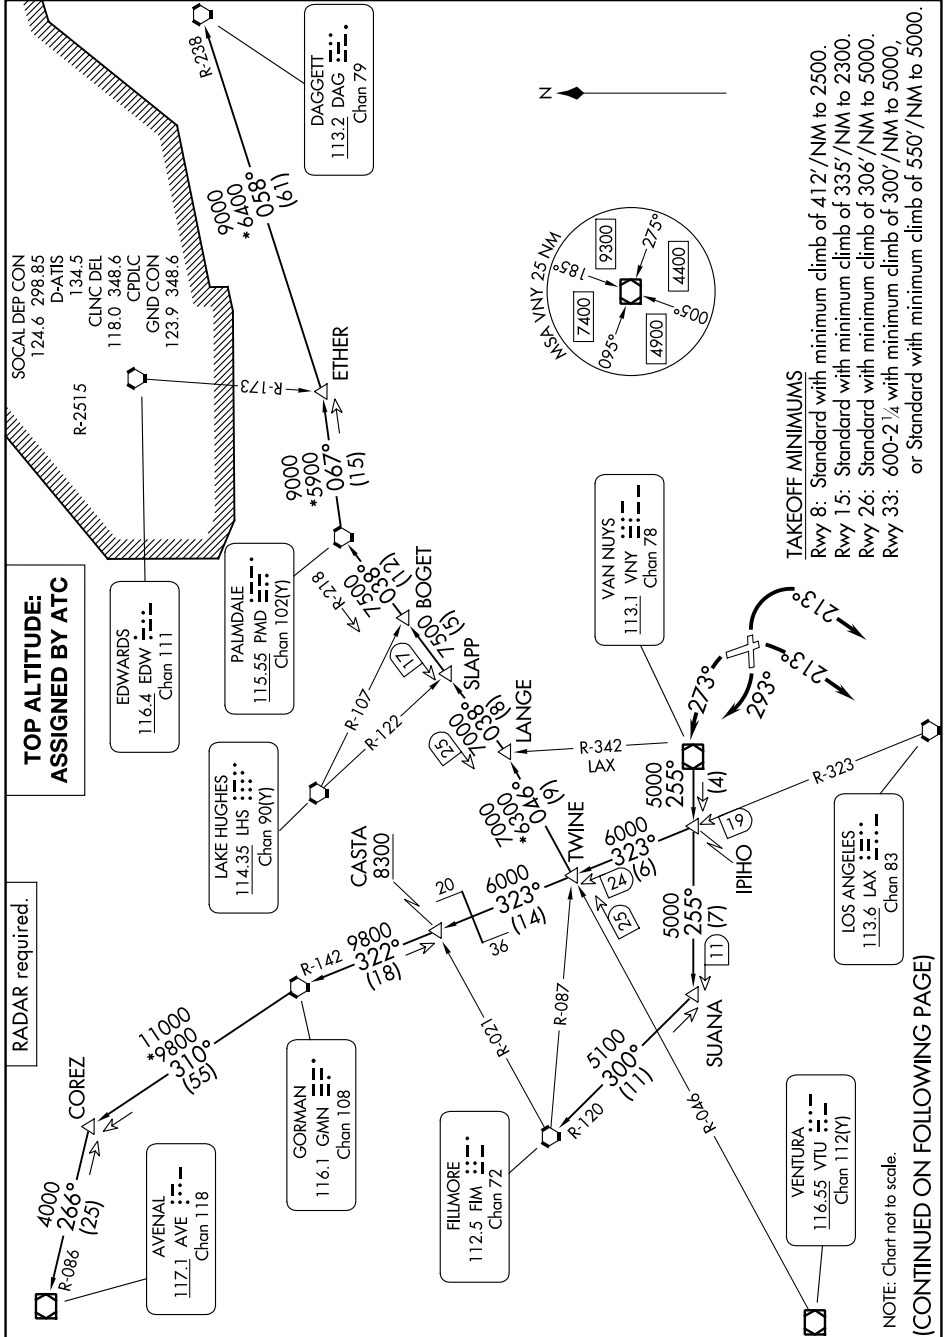 TOP ALTITUDE:
ASSIGNED BY ATC
RADAR required.
SOCAL DEP CON
124.6 298.85
D-ATIS
134.5
CLNC DEL
118.0 348.6
CPDLC
GND CON
123.9 348.6
R-2515
EDWARDS
116.4 EDW
Chan 111
R-173
DAGGETT
113.2 DAG
Chan 79
R-238
9000
*6400
058°
(61)
ETHER
9000
*5900
067°
(15)
PALMDALE
115.55 PMD
Chan 102(Y)
R-218
7500
038°
(12)
BOGET
7500
(5)
17
SLAPP
7000
038°
(8)
25
LANGE
LAKE HUGHES
114.35 LHS
Chan 90(Y)
R-107
R-122
7000
*6300
046°
(9)
TWINE
R-342
LAX
VAN NUYS
113.1 VNY
Chan 78
273°
293°
213°
213°
5000
255°
(4)
IPIHO
19
R-323
LOS ANGELES
113.6 LAX
Chan 83
6000
323°
(6)
24
25
5000
255°
(7)
11
SUANA
5100
300°
(11)
R-120
FILLMORE
112.5 FIM
Chan 72
R-021
R-087
R-046
VENTURA
116.55 VTU
Chan 112(Y)
CASTA
8300
6000
323°
(14)
20
36
R-142
9800
322°
(18)
GORMAN
116.1 GMN
Chan 108
11000
*9800
310°
(55)
COREZ
4000
266°
(25)
R-086
AVENAL
117.1 AVE
Chan 118
N
MSA VNY 25 NM
185°
9300
275°
4400
005°
4900
095°
7400
TAKEOFF MINIMUMS
Rwy 8: Standard with minimum climb of 412'/NM to 2500.
Rwy 15: Standard with minimum climb of 335'/NM to 2300.
Rwy 26: Standard with minimum climb of 306'/NM to 5000.
Rwy 33: 600-2¼ with minimum climb of 300'/NM to 5000,
or Standard with minimum climb of 550'/NM to 5000.
NOTE: Chart not to scale.
(CONTINUED ON FOLLOWING PAGE)